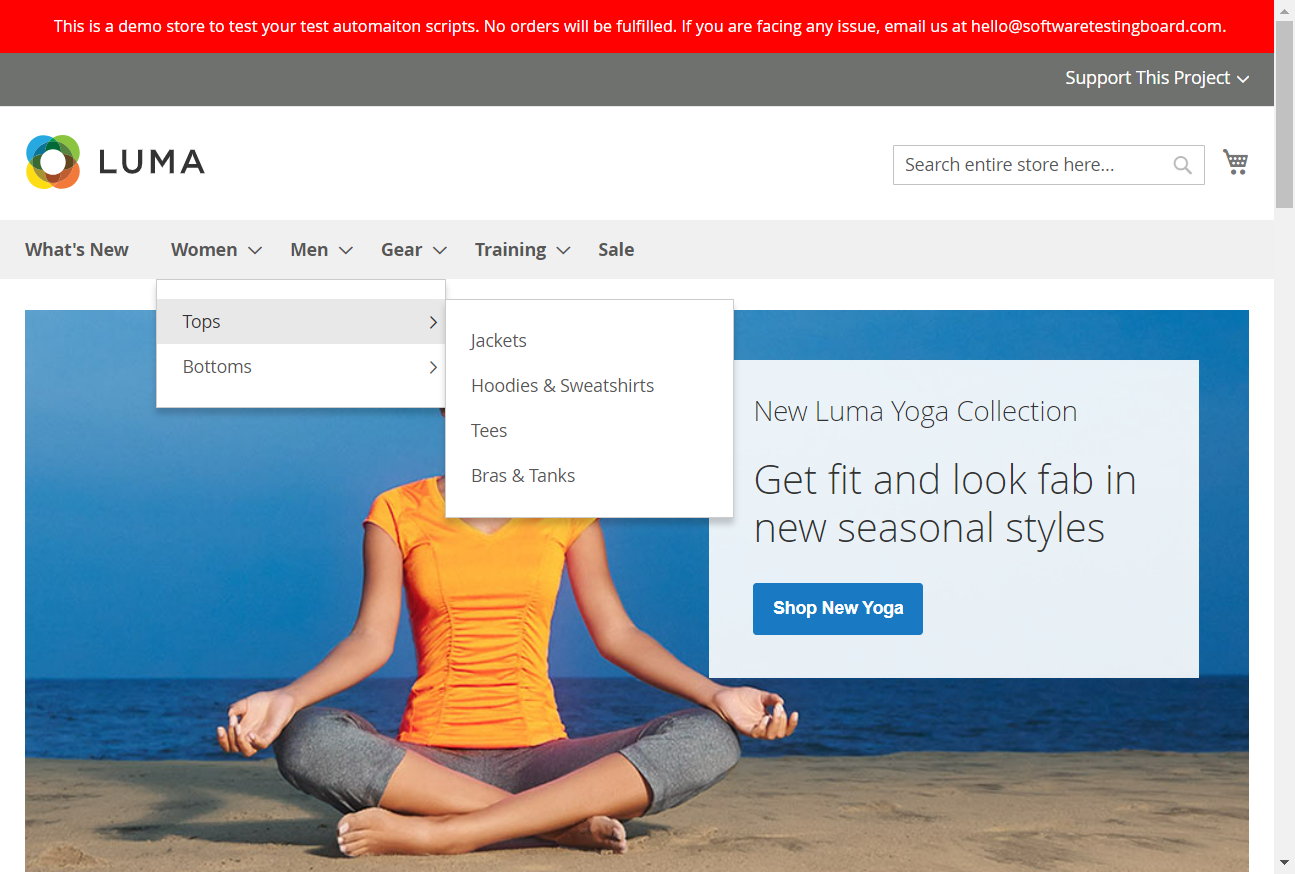 This is a demo store to test your test automaiton scripts. No orders will be fulfilled. If you are facing any issue, email us at hello@softwaretestingboard.com.
Support This Project
LUMA
Search entire store here...
What's New
Women
Men
Gear
Training
Sale
Tops
Bottoms
Jackets
Hoodies & Sweatshirts
Tees
Bras & Tanks
New Luma Yoga Collection
Get fit and look fab in
new seasonal styles
Shop New Yoga